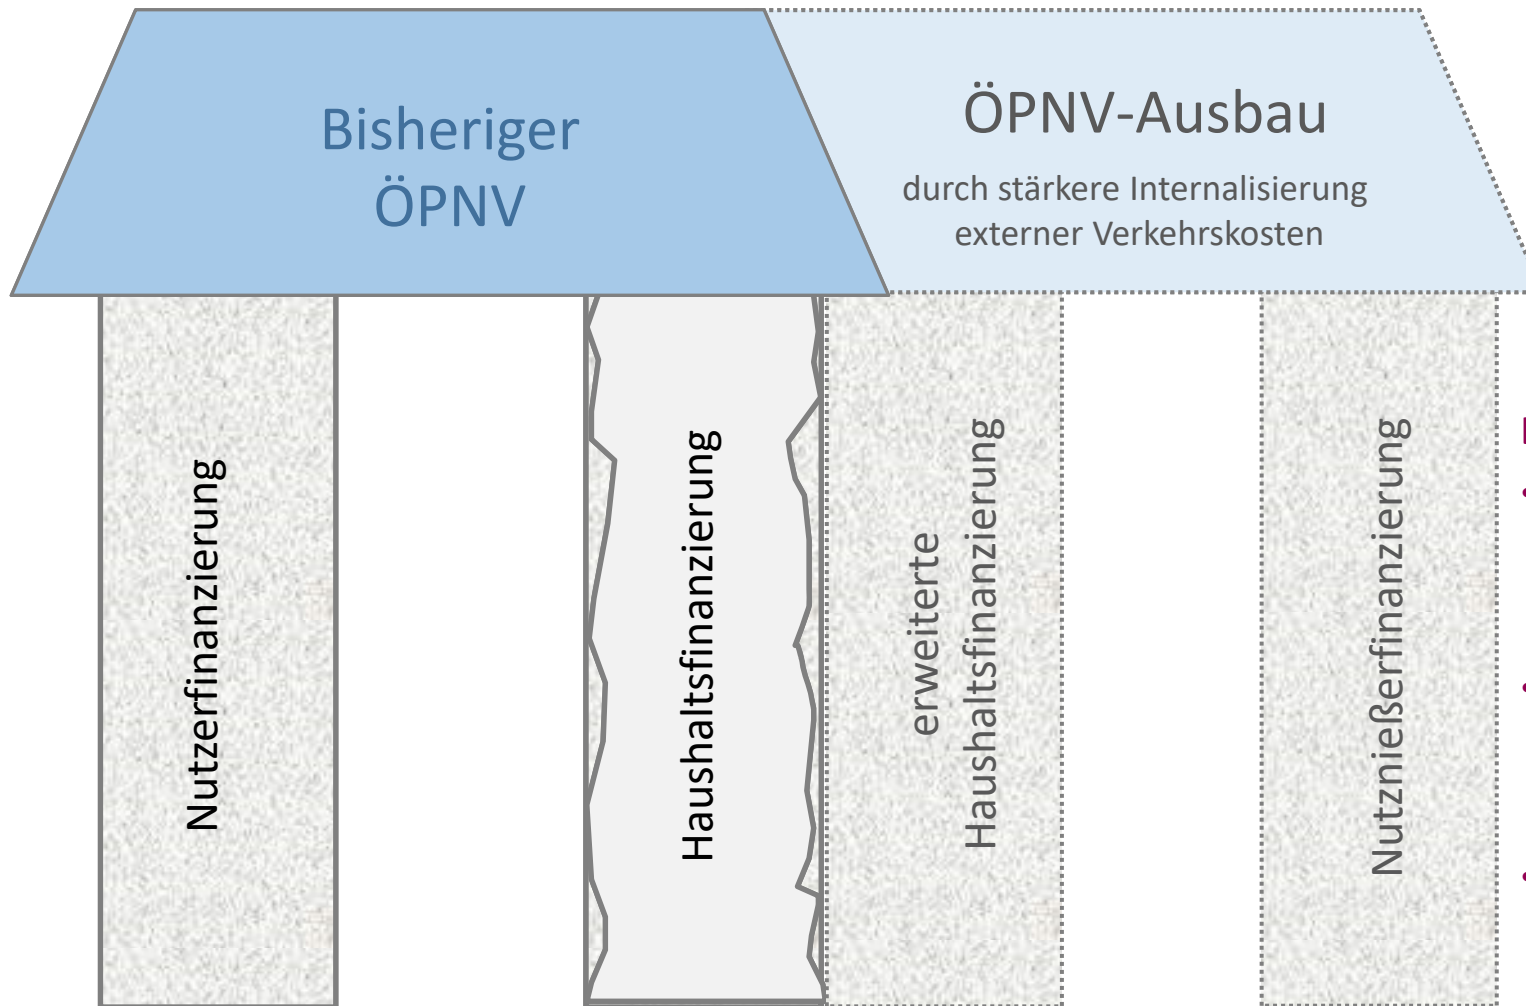 Bisheriger
ÖPNV
ÖPNV-Ausbau
durch stärkere Internalisierung
externer Verkehrskosten
Nutzerfinanzierung
Haushaltsfinanzierung
erweiterte
Haushaltsfinanzierung
Nutznießerfinanzierung